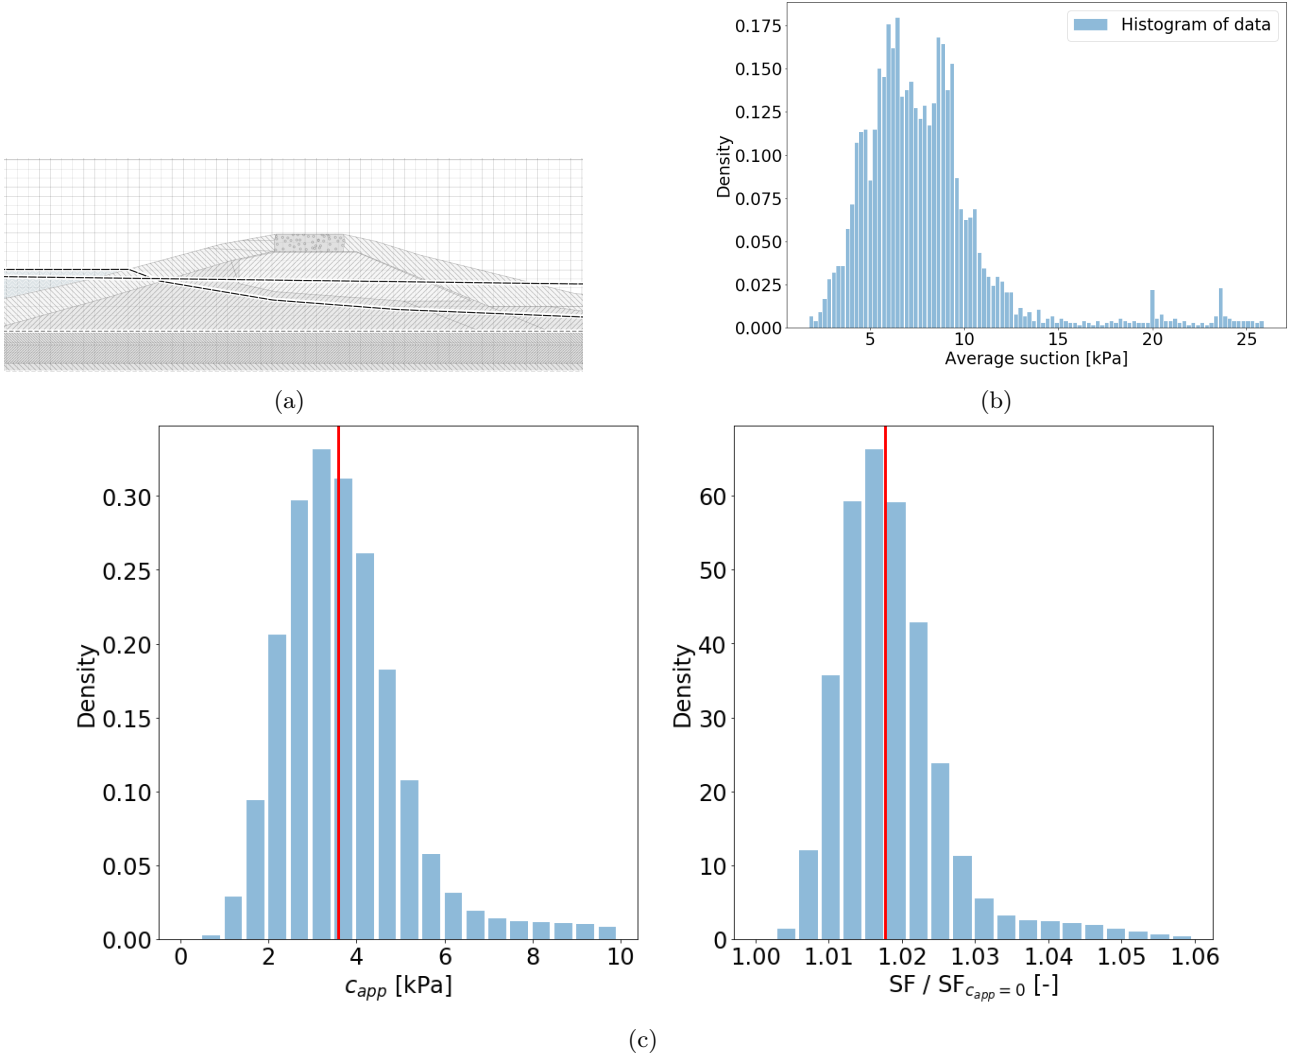 Histogram of data
0.175
0.150
0.125
0.100
0.075
0.050
0.025
0.000
Density
5 10 15 20 25
Average suction [kPa]
(a)
(b)
0.30
0.25
0.20
0.15
0.10
0.05
0.00
Density
0 2 4 6 8 10
c_app [kPa]
60
50
40
30
20
10
0
Density
1.00 1.01 1.02 1.03 1.04 1.05 1.06
SF / SF_{c_app = 0} [-]
(c)